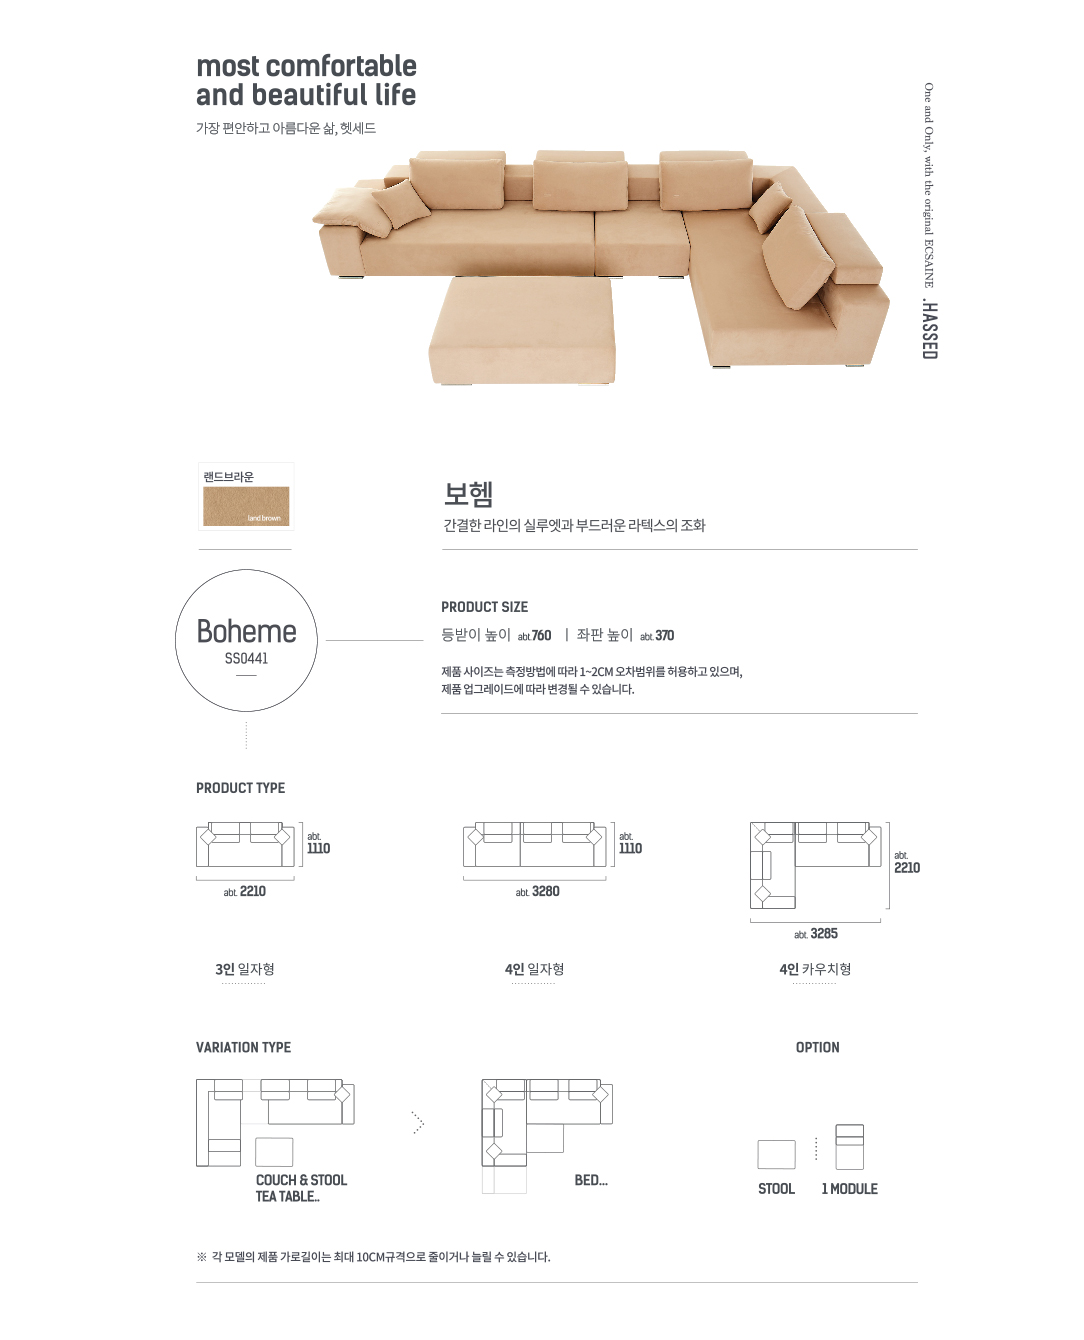 most comfortable
and beautiful life
가장 편안하고 아름다운 삶, 헷세드
One and Only, with the original ECSAINE .HASSED
랜드브라운
land brown
보헴
간결한 라인의 실루엣과 부드러운 라텍스의 조화
Boheme
SS0441
PRODUCT SIZE
등받이 높이 abt.760 | 좌판 높이 abt.370
제품 사이즈는 측정방법에 따라 1~2CM 오차범위를 허용하고 있으며,
제품 업그레이드에 따라 변경될 수 있습니다.
PRODUCT TYPE
abt.
1110
abt. 2210
3인 일자형
abt.
1110
abt. 3280
4인 일자형
abt.
2210
abt. 3285
4인 카우치형
VARIATION TYPE
COUCH & STOOL
TEA TABLE..
BED...
OPTION
STOOL
1 MODULE
※ 각 모델의 제품 가로길이는 최대 10CM규격으로 줄이거나 늘릴 수 있습니다.